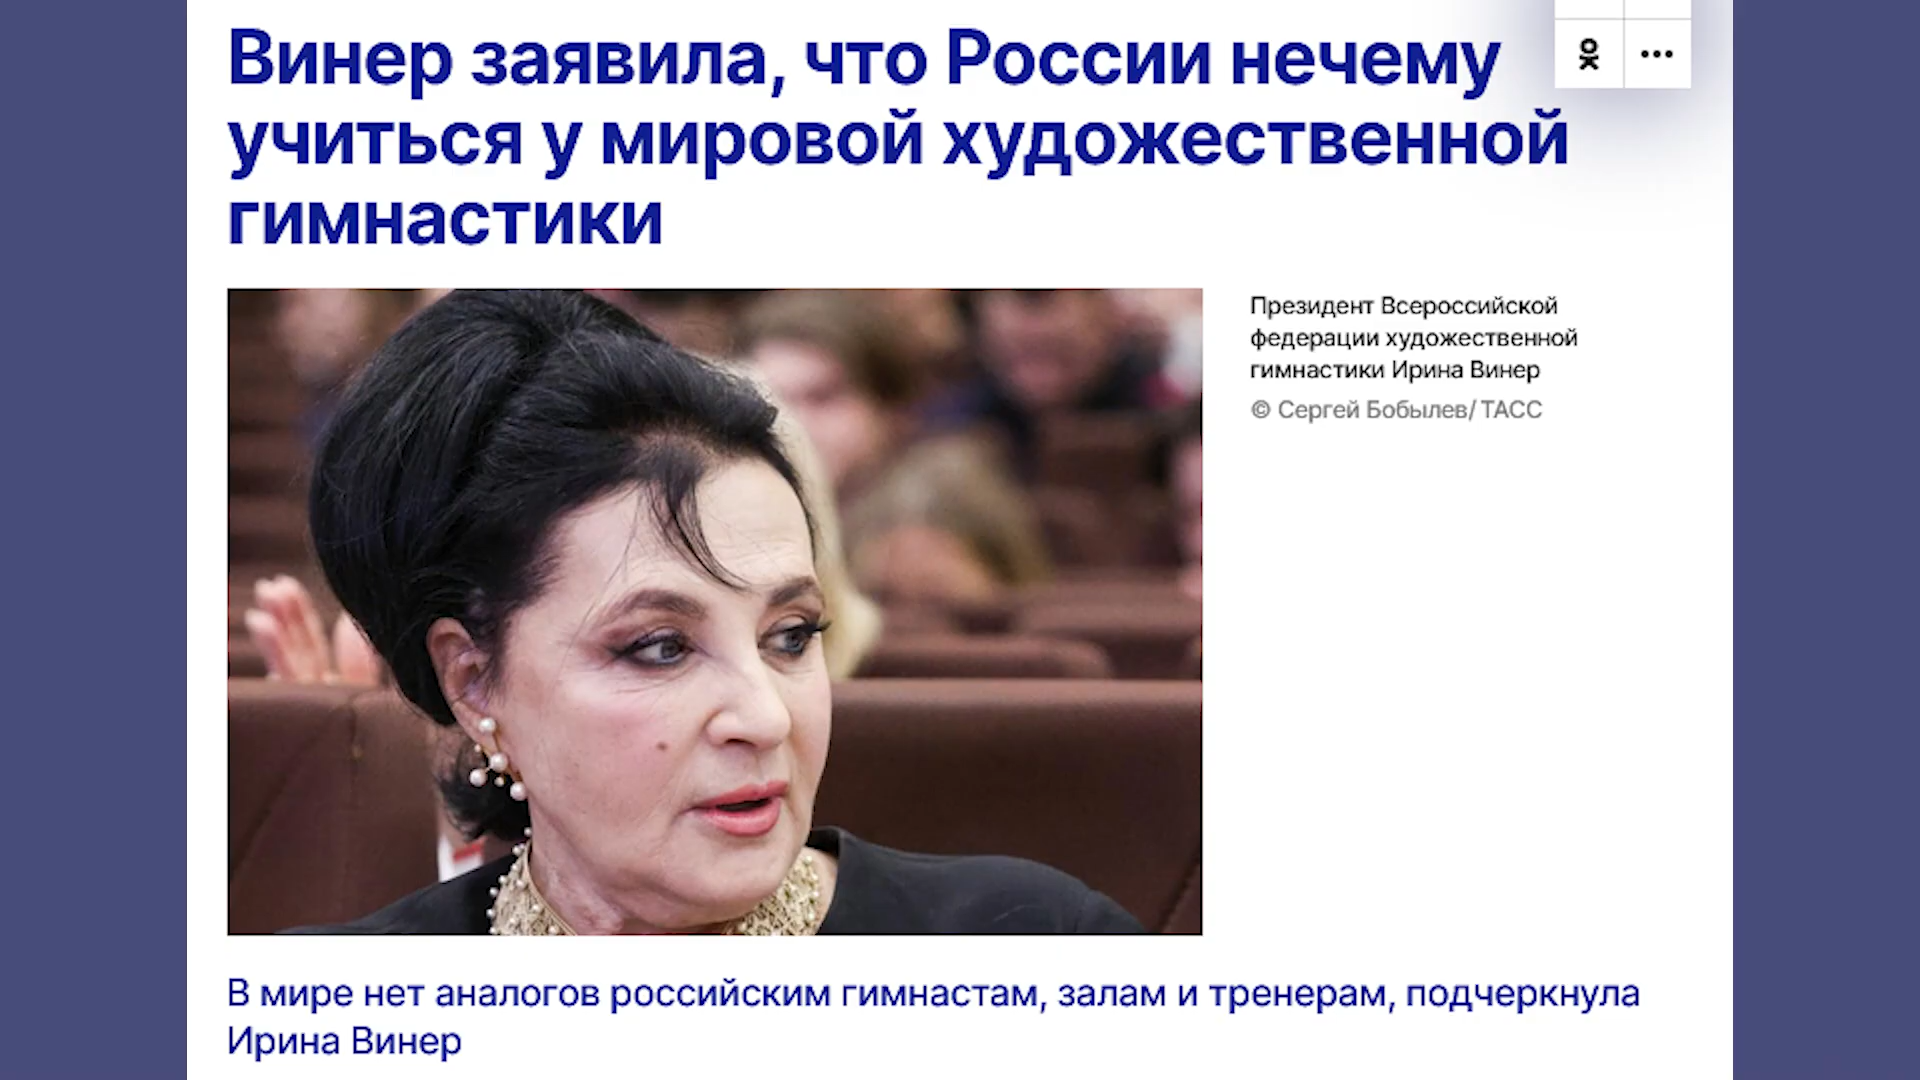 Винер заявила, что России нечему
учиться у мировой художественной
гимнастики
Президент Всероссийской
федерации художественной
гимнастики Ирина Винер
© Сергей Бобылев/ ТАСС
В мире нет аналогов российским гимнастам, залам и тренерам, подчеркнула
Ирина Винер